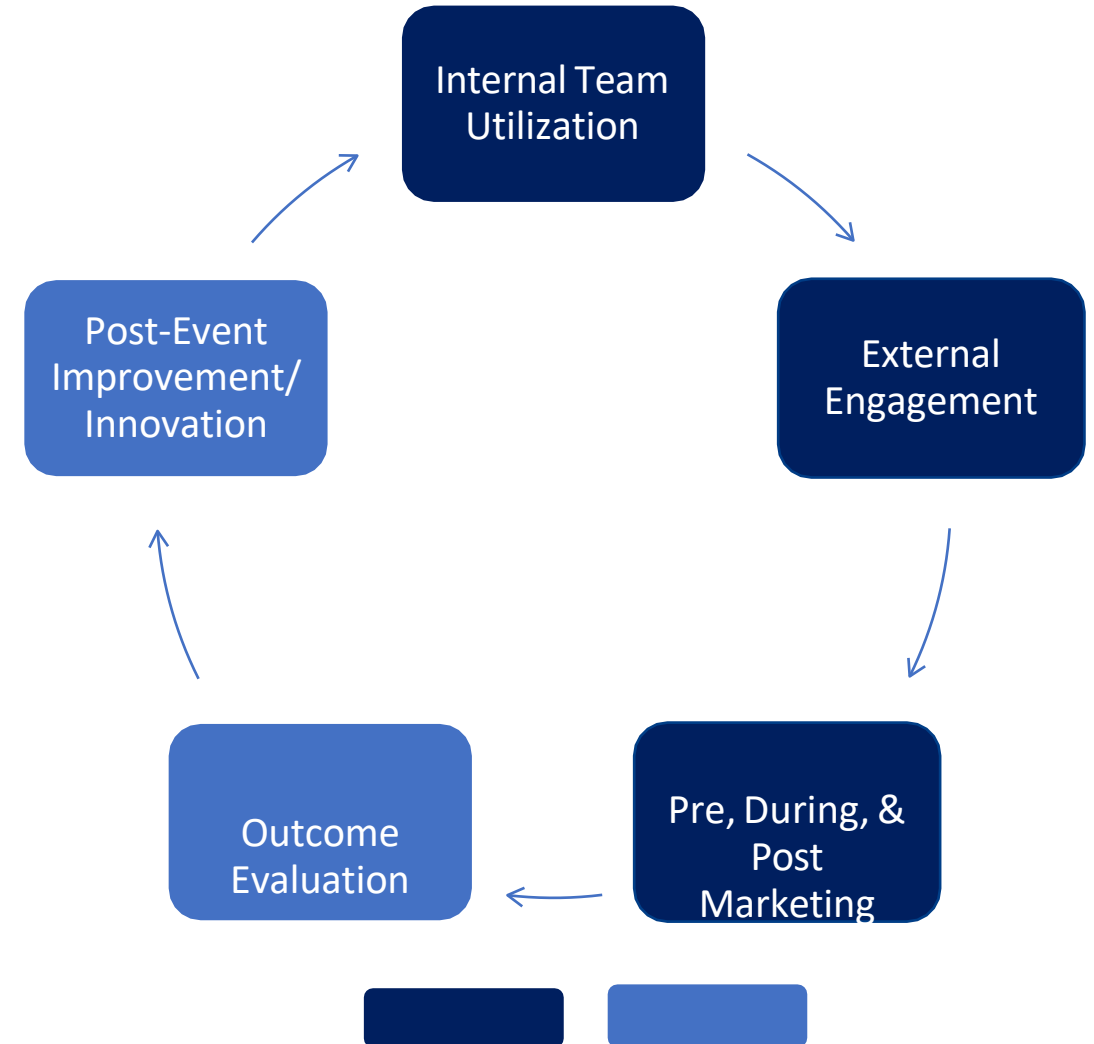 Internal Team
Utilization
External
Engagement
Pre, During, &
Post
Marketing
Outcome
Evaluation
Post-Event
Improvement/
Innovation